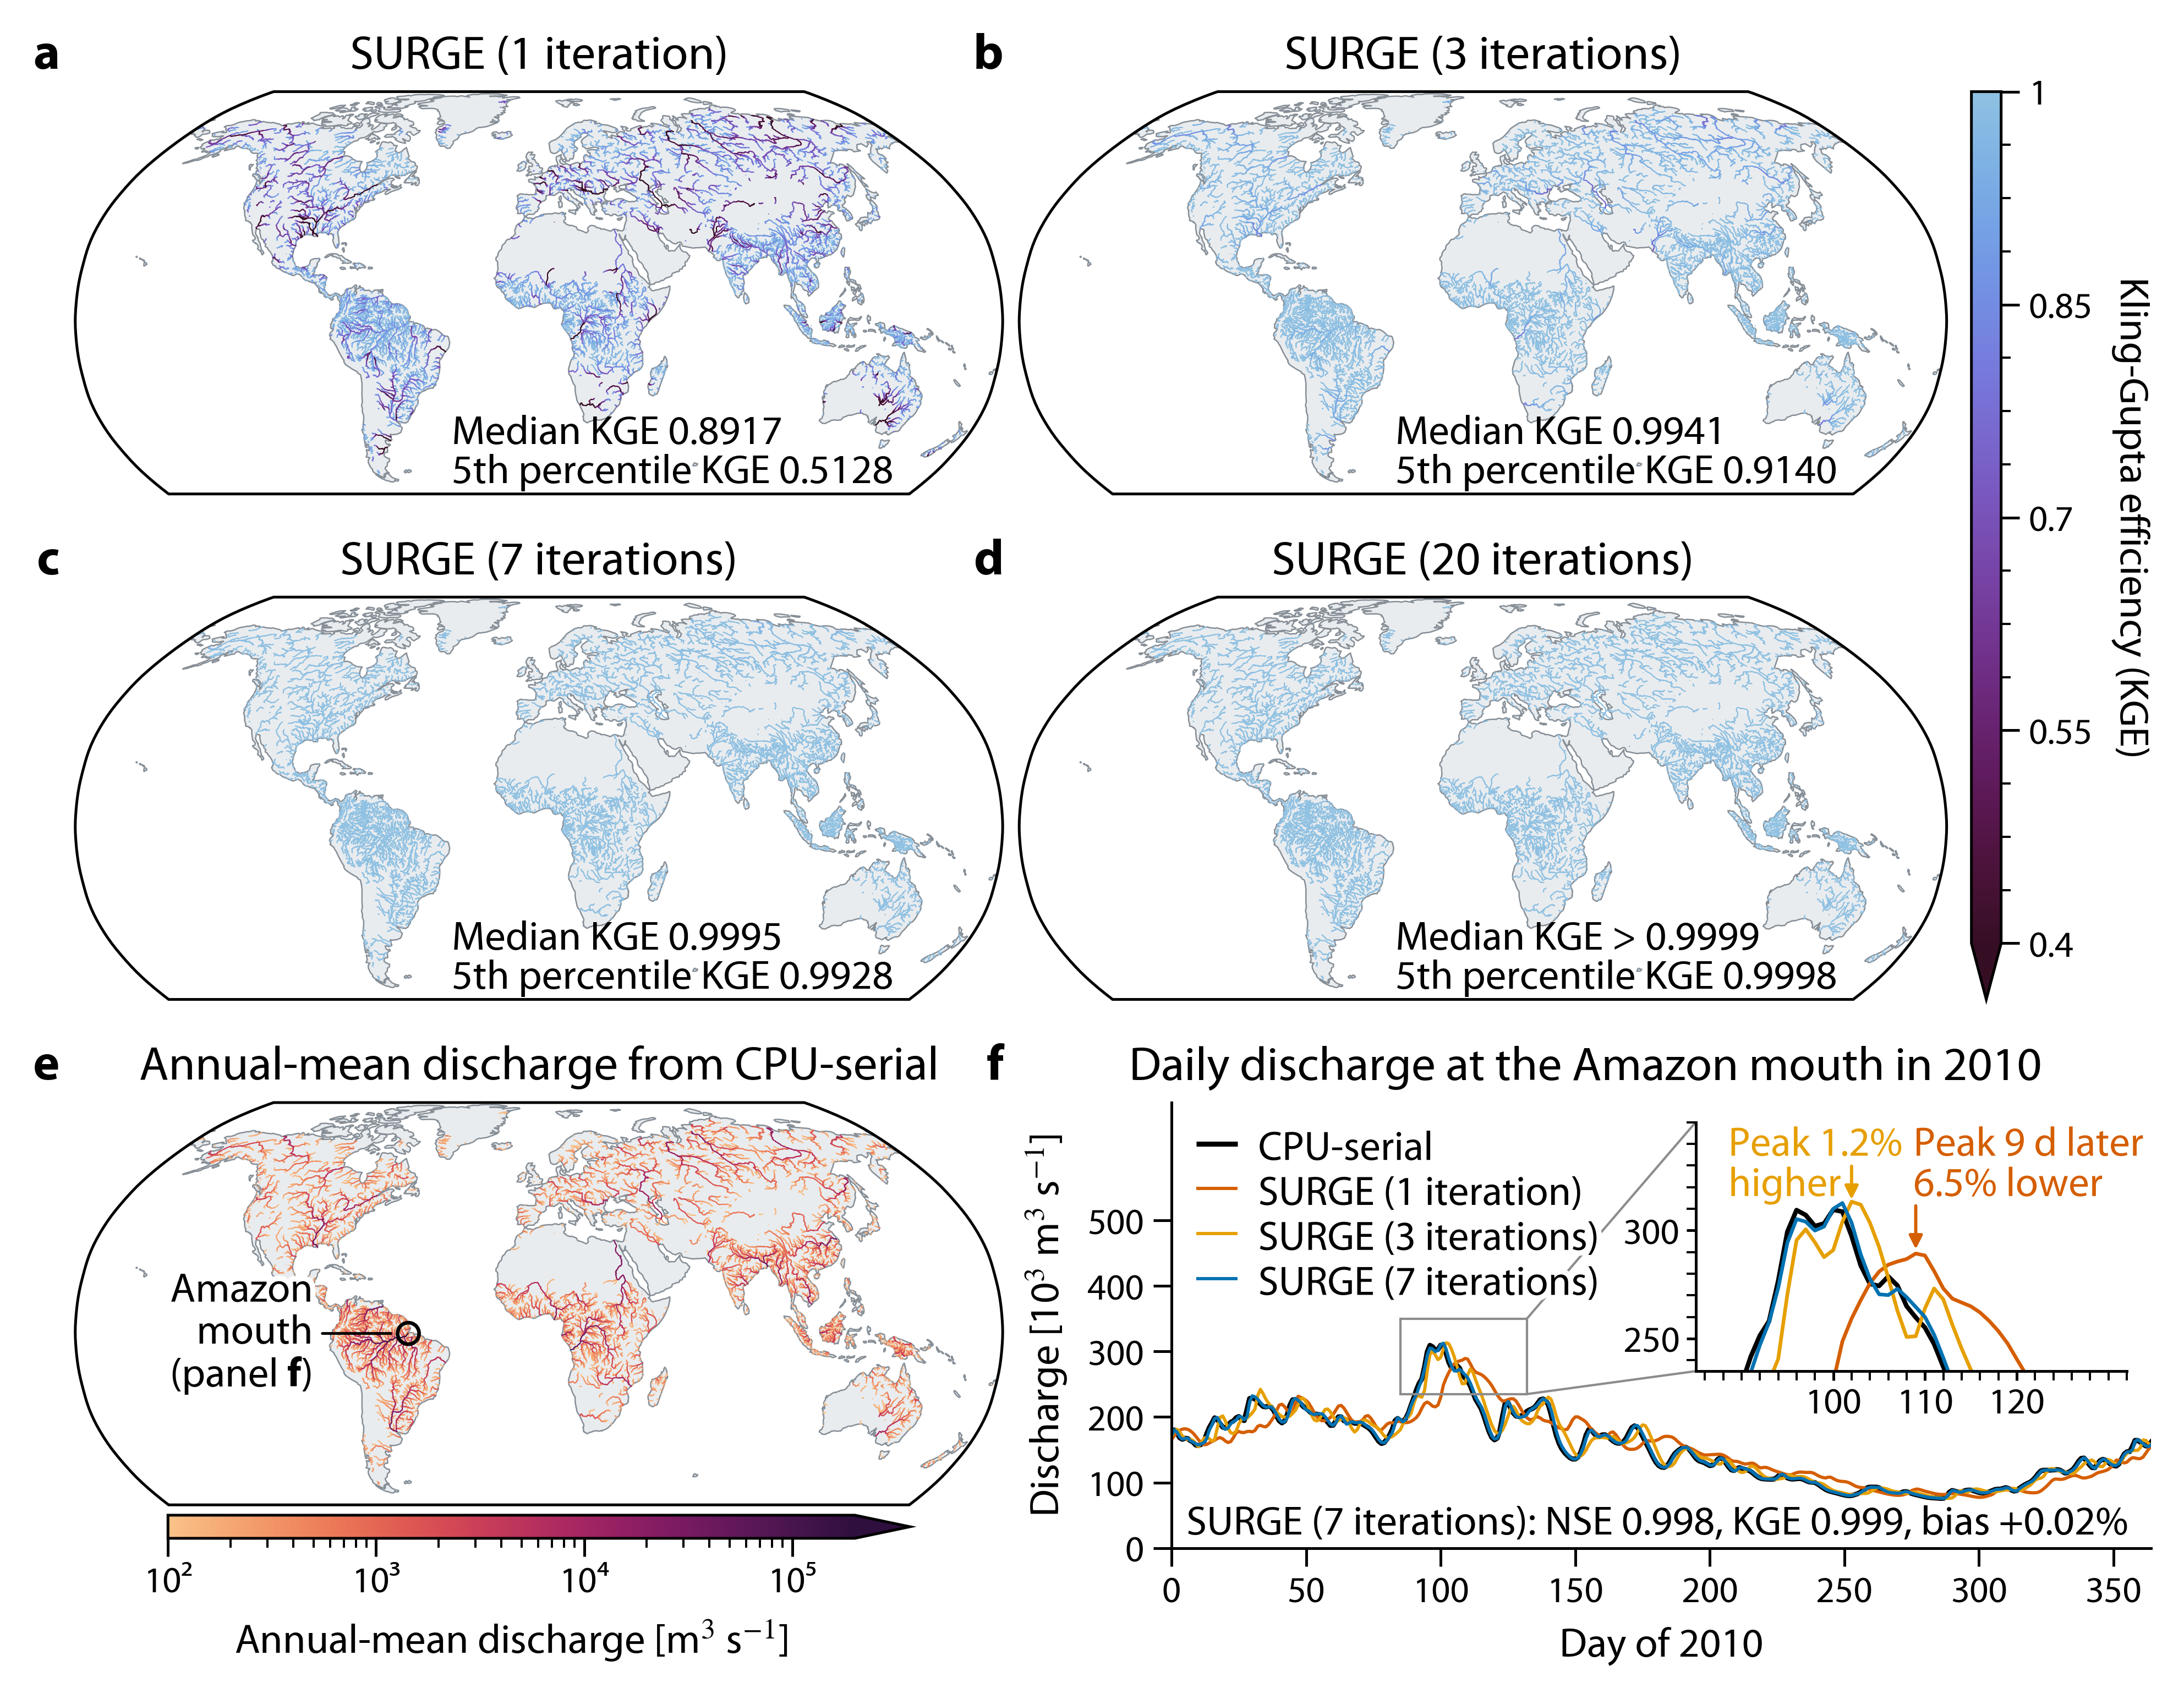 a
SURGE (1 iteration)
Median KGE 0.8917
5th percentile KGE 0.5128
b
SURGE (3 iterations)
Median KGE 0.9941
5th percentile KGE 0.9140
1
0.85
0.7
0.55
0.4
Kling-Gupta efficiency (KGE)
c
SURGE (7 iterations)
Median KGE 0.9995
5th percentile KGE 0.9928
d
SURGE (20 iterations)
Median KGE > 0.9999
5th percentile KGE 0.9998
e
Annual-mean discharge from CPU-serial
Amazon
mouth
(panel f)
10² 10³ 10⁴ 10⁵
Annual-mean discharge [m³ s⁻¹]
f
Daily discharge at the Amazon mouth in 2010
Discharge [10³ m³ s⁻¹]
500
400
300
200
100
0
CPU-serial
SURGE (1 iteration)
SURGE (3 iterations)
SURGE (7 iterations)
Peak 1.2%
higher
Peak 9 d later
6.5% lower
300
250
100 110 120
SURGE (7 iterations): NSE 0.998, KGE 0.999, bias +0.02%
0 50 100 150 200 250 300 350
Day of 2010